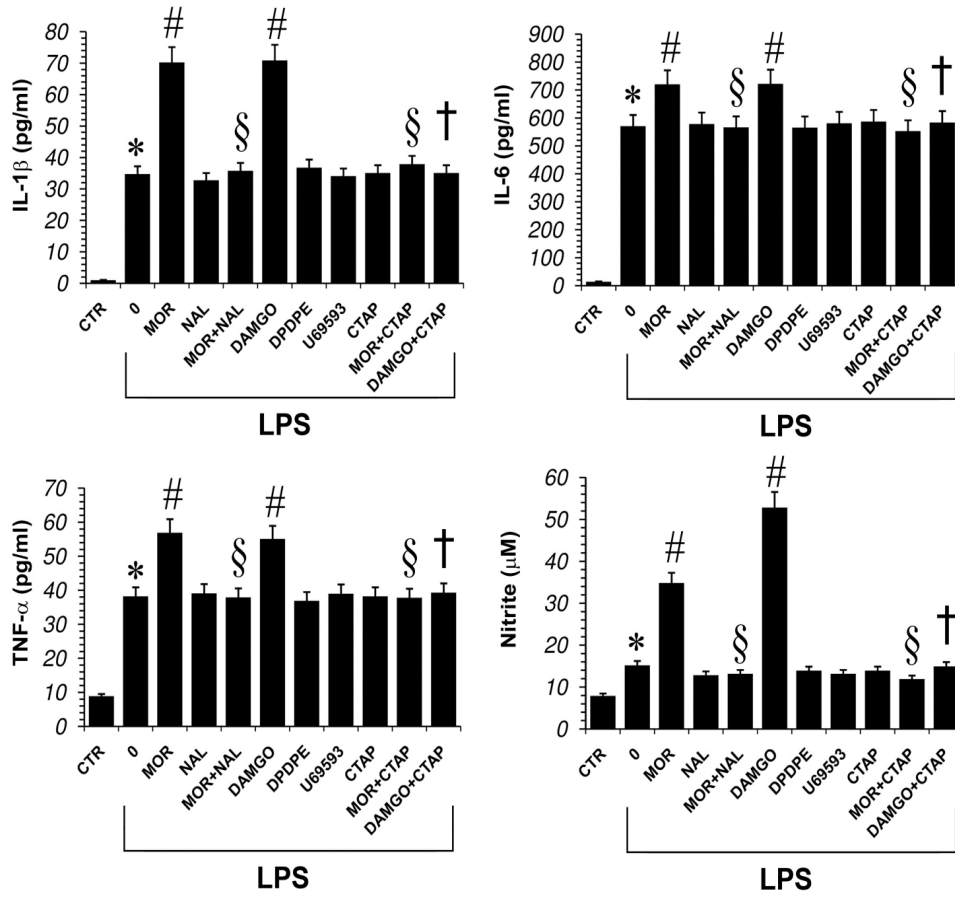 # #
80
70
60
50
40
30
20
10
0
IL-1β (pg/ml)
* § § †
CTR 0 MOR NAL MOR+NAL DAMGO DPDPE U69593 CTAP MOR+CTAP DAMGO+CTAP
LPS
# #
900
800
700
600
500
400
300
200
100
0
IL-6 (pg/ml)
* § § †
CTR 0 MOR NAL MOR+NAL DAMGO DPDPE U69593 CTAP MOR+CTAP DAMGO+CTAP
LPS
# #
70
60
50
40
30
20
10
0
TNF-α (pg/ml)
* § § †
CTR 0 MOR NAL MOR+NAL DAMGO DPDPE U69593 CTAP MOR+CTAP DAMGO+CTAP
LPS
# #
60
50
40
30
20
10
0
Nitrite (μM)
* § § †
CTR 0 MOR NAL MOR+NAL DAMGO DPDPE U69593 CTAP MOR+CTAP DAMGO+CTAP
LPS